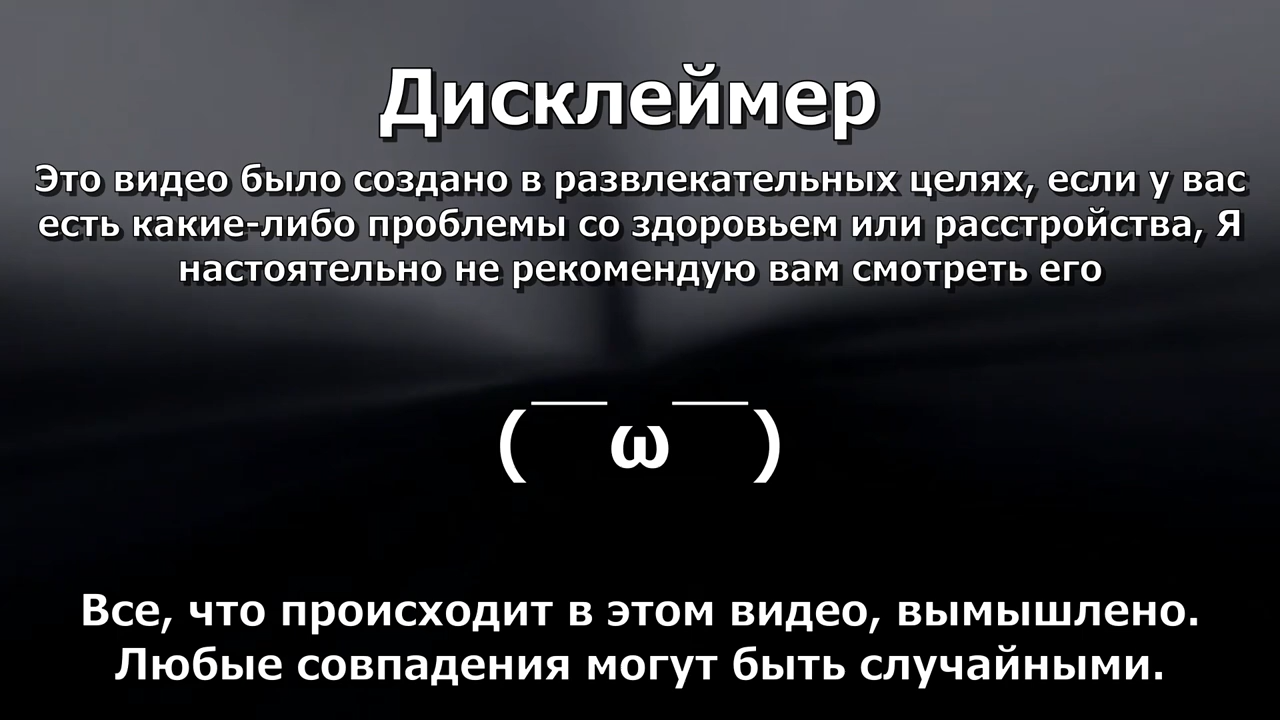 Дисклеймер
Это видео было создано в развлекательных целях, если у вас
есть какие-либо проблемы со здоровьем или расстройства, Я
настоятельно не рекомендую вам смотреть его
(￣ω￣)
Все, что происходит в этом видео, вымышлено.
Любые совпадения могут быть случайными.